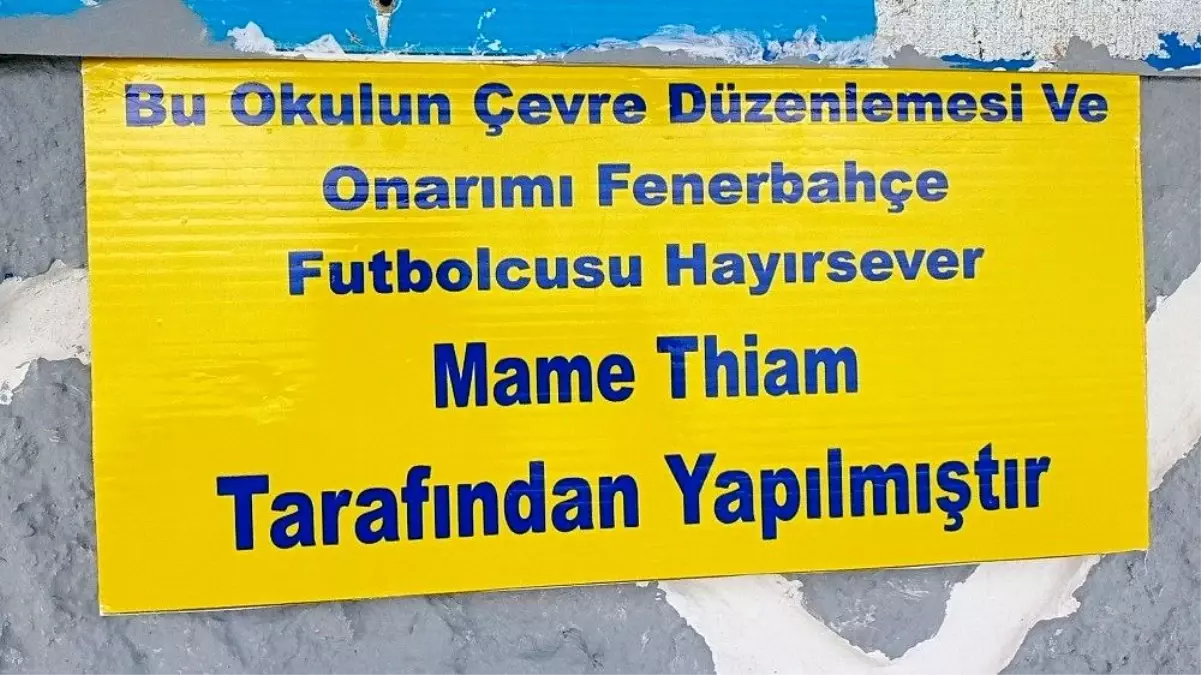 Bu Okulun Çevre Düzenlemesi Ve
Onarımı Fenerbahçe
Futbolcusu Hayırsever
Mame Thiam
Tarafından Yapılmıştır